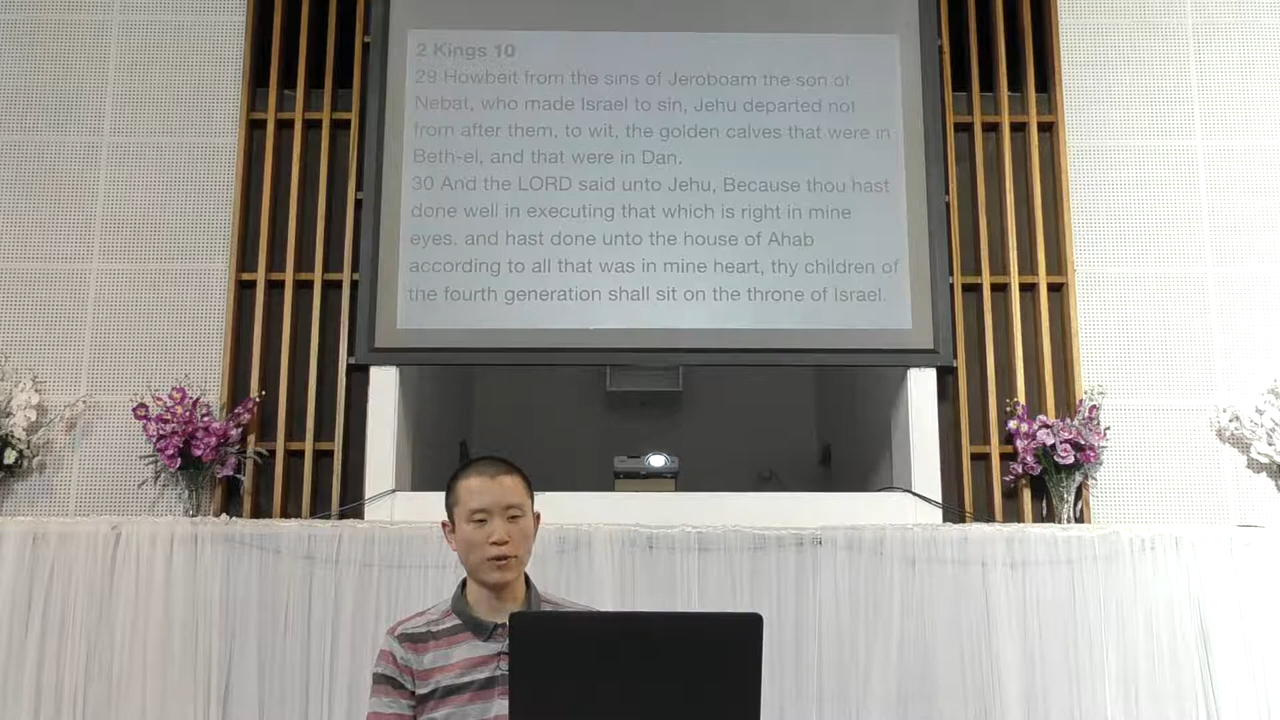 2 Kings 10
29 Howbeit from the sins of Jeroboam the son of
Nebat, who made Israel to sin, Jehu departed not
from after them, to wit, the golden calves that were in
Beth-el, and that were in Dan.
30 And the LORD said unto Jehu, Because thou hast
done well in executing that which is right in mine
eyes, and hast done unto the house of Ahab
according to all that was in mine heart, thy children of
the fourth generation shall sit on the throne of Israel.